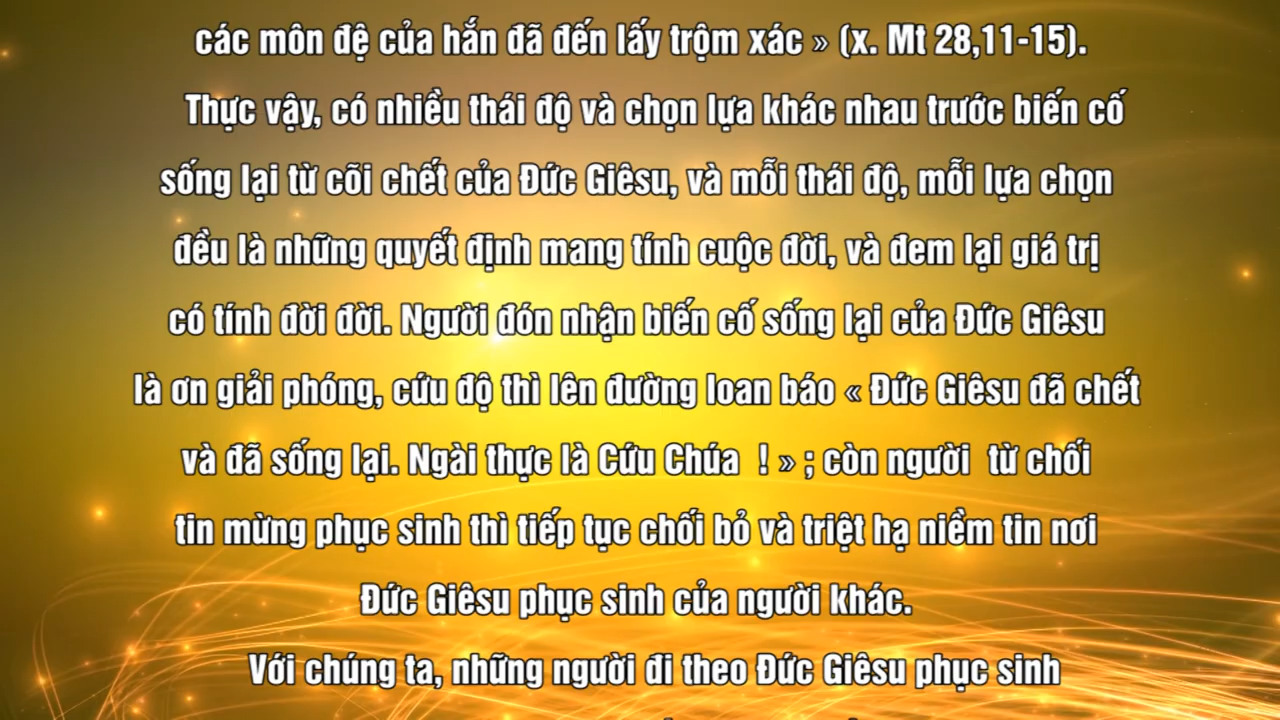 các môn đệ của hắn đã đến lấy trộm xác » (x. Mt 28,11-15).
Thực vậy, có nhiều thái độ và chọn lựa khác nhau trước biến cố
sống lại từ cõi chết của Đức Giêsu, và mỗi thái độ, mỗi lựa chọn
đều là những quyết định mang tính cuộc đời, và đem lại giá trị
có tính đời đời. Người đón nhận biến cố sống lại của Đức Giêsu
là ơn giải phóng, cứu độ thì lên đường loan báo « Đức Giêsu đã chết
và đã sống lại. Ngài thực là Cứu Chúa  ! » ; còn người  từ chối
tin mừng phục sinh thì tiếp tục chối bỏ và triệt hạ niềm tin nơi
Đức Giêsu phục sinh của người khác.
Với chúng ta, những người đi theo Đức Giêsu phục sinh